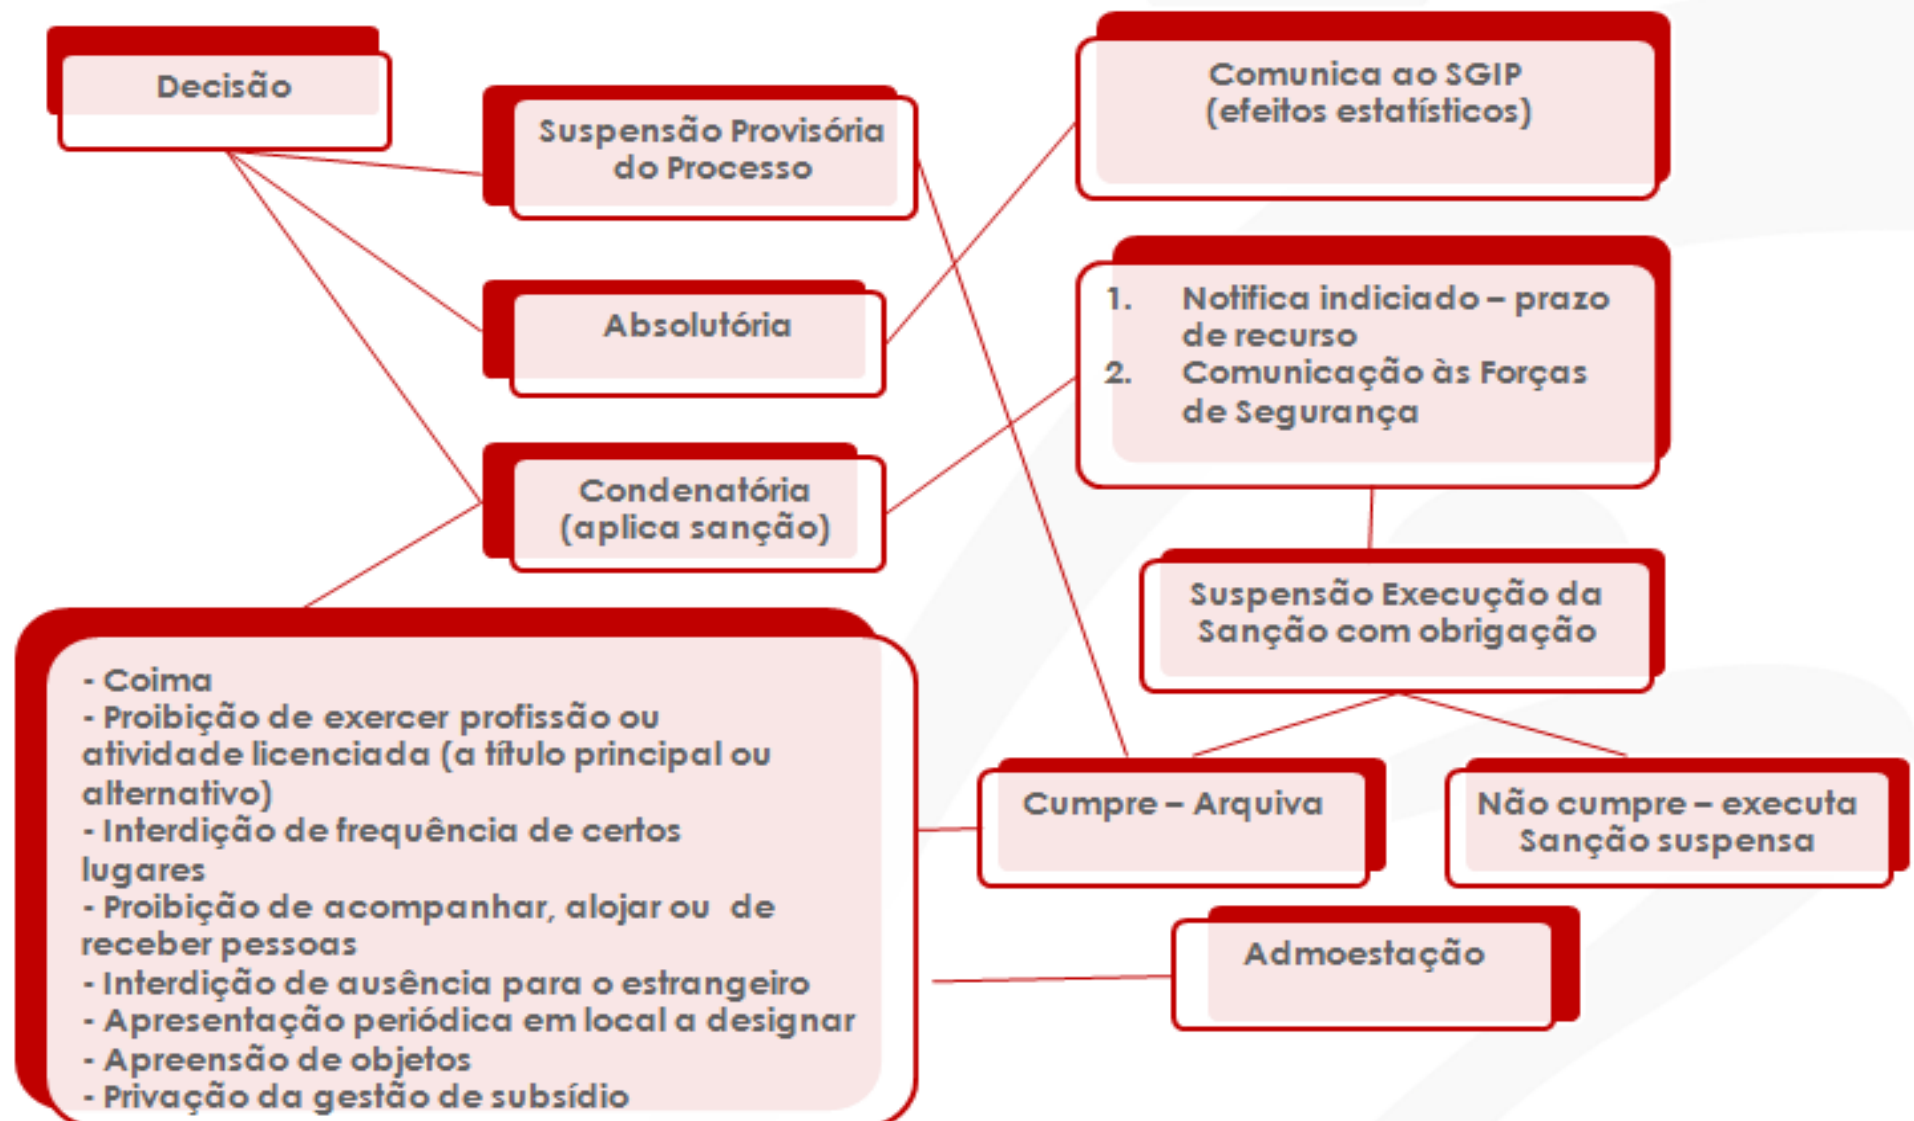 Decisão
Suspensão Provisória
do Processo
Absolutória
Condenatória
(aplica sanção)
Comunica ao SGIP
(efeitos estatísticos)
1. Notifica indiciado – prazo
de recurso
2. Comunicação às Forças
de Segurança
Suspensão Execução da
Sanção com obrigação
Cumpre – Arquiva
Não cumpre – executa
Sanção suspensa
Admoestação
- Coima
- Proibição de exercer profissão ou
atividade licenciada (a título principal ou
alternativo)
- Interdição de frequência de certos
lugares
- Proibição de acompanhar, alojar ou de
receber pessoas
- Interdição de ausência para o estrangeiro
- Apresentação periódica em local a designar
- Apreensão de objetos
- Privação da gestão de subsídio